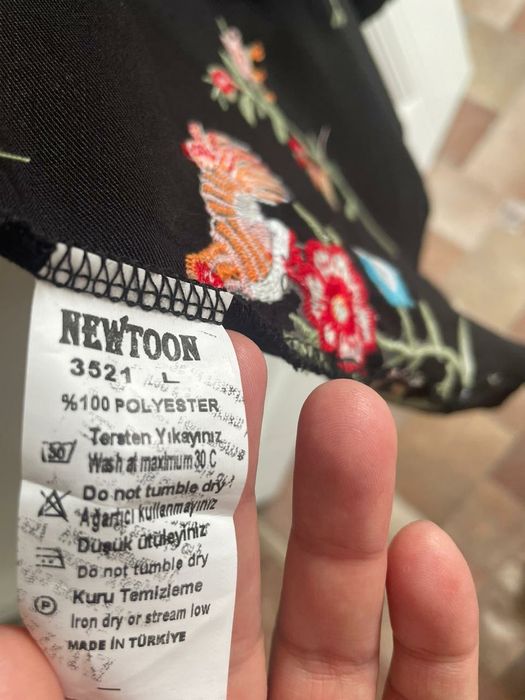 NEWTOON
3521 L
%100 POLYESTER
30 Tersten Yıkayınız
Wash at maximum 30 C
Do not tumble dry
Ağartıcı kullanmayınız
Düşük ütüleyiniz
Do not tumble dry
P Kuru Temizleme
Iron dry or stream low
MADE IN TÜRKİYE